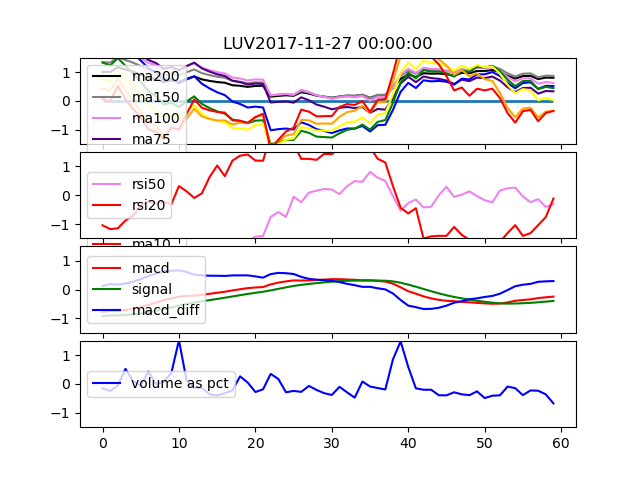 LUV2017-11-27 00:00:00
1
0
−1
ma200
ma150
ma100
ma75
1
0
−1
rsi50
rsi20
ma10
1
0
−1
macd
signal
macd_diff
1
0
−1
volume as pct
0 10 20 30 40 50 60